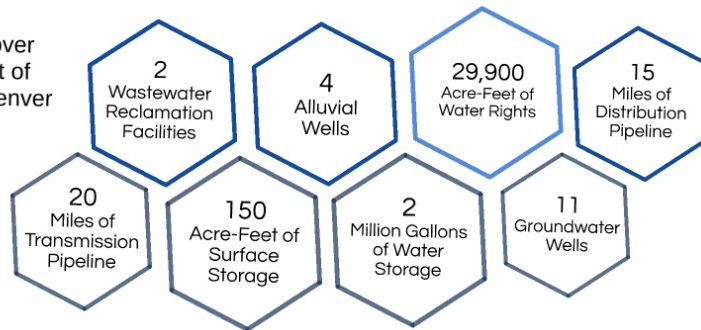 over
t of
enver
2
Wastewater
Reclamation
Facilities
4
Alluvial
Wells
29,900
Acre-Feet of
Water Rights
15
Miles of
Distribution
Pipeline
20
Miles of
Transmission
Pipeline
150
Acre-Feet of
Surface
Storage
2
Million Gallons
of Water
Storage
11
Groundwater
Wells